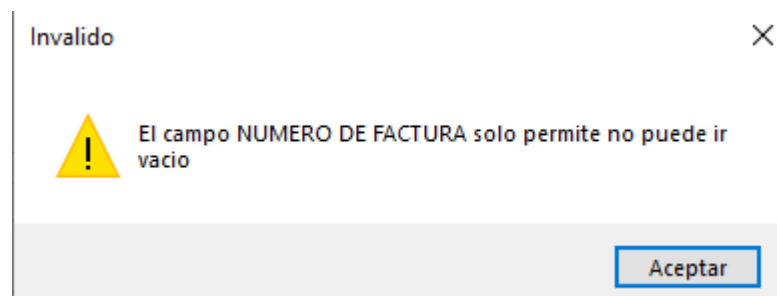 Invalido
El campo NUMERO DE FACTURA solo permite no puede ir
vacio
Aceptar